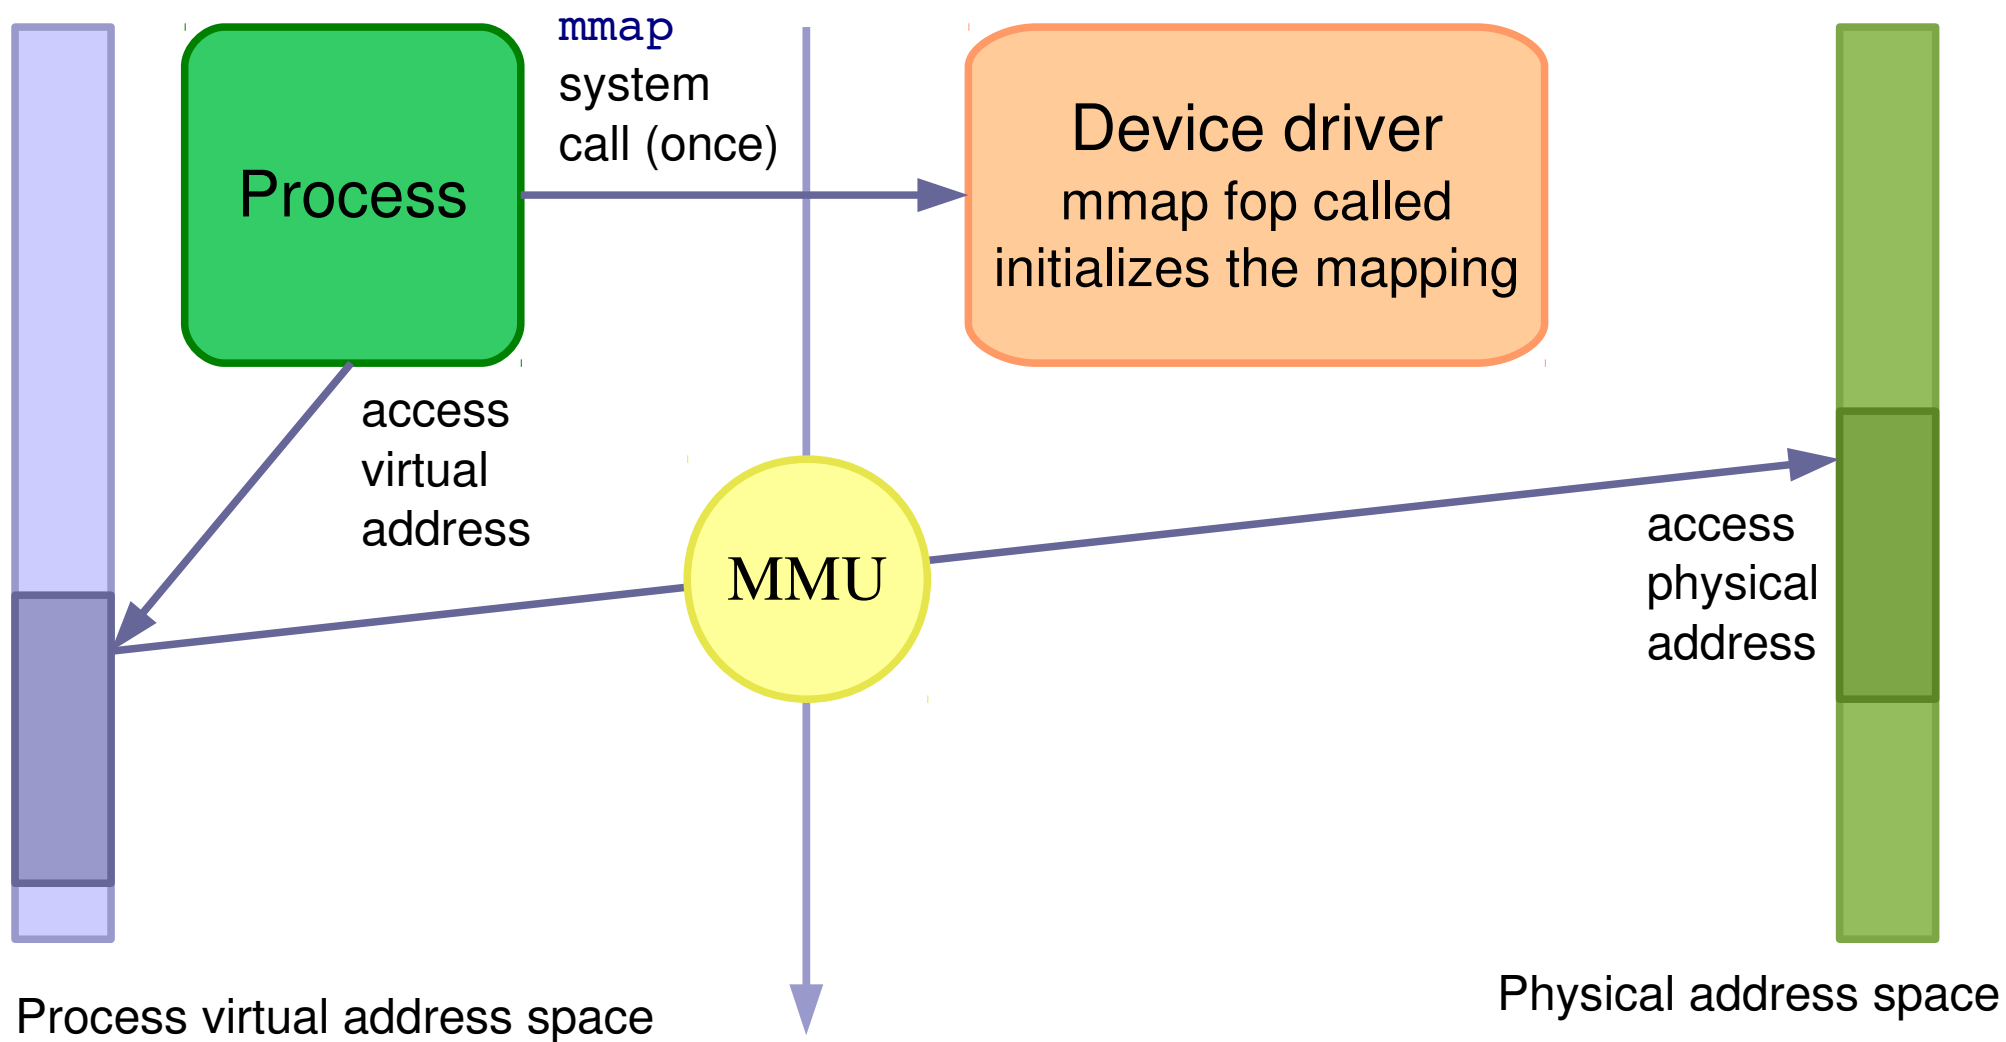 mmap
system
call (once)
Process
Device driver
mmap fop called
initializes the mapping
access
virtual
address
MMU
access
physical
address
Process virtual address space
Physical address space